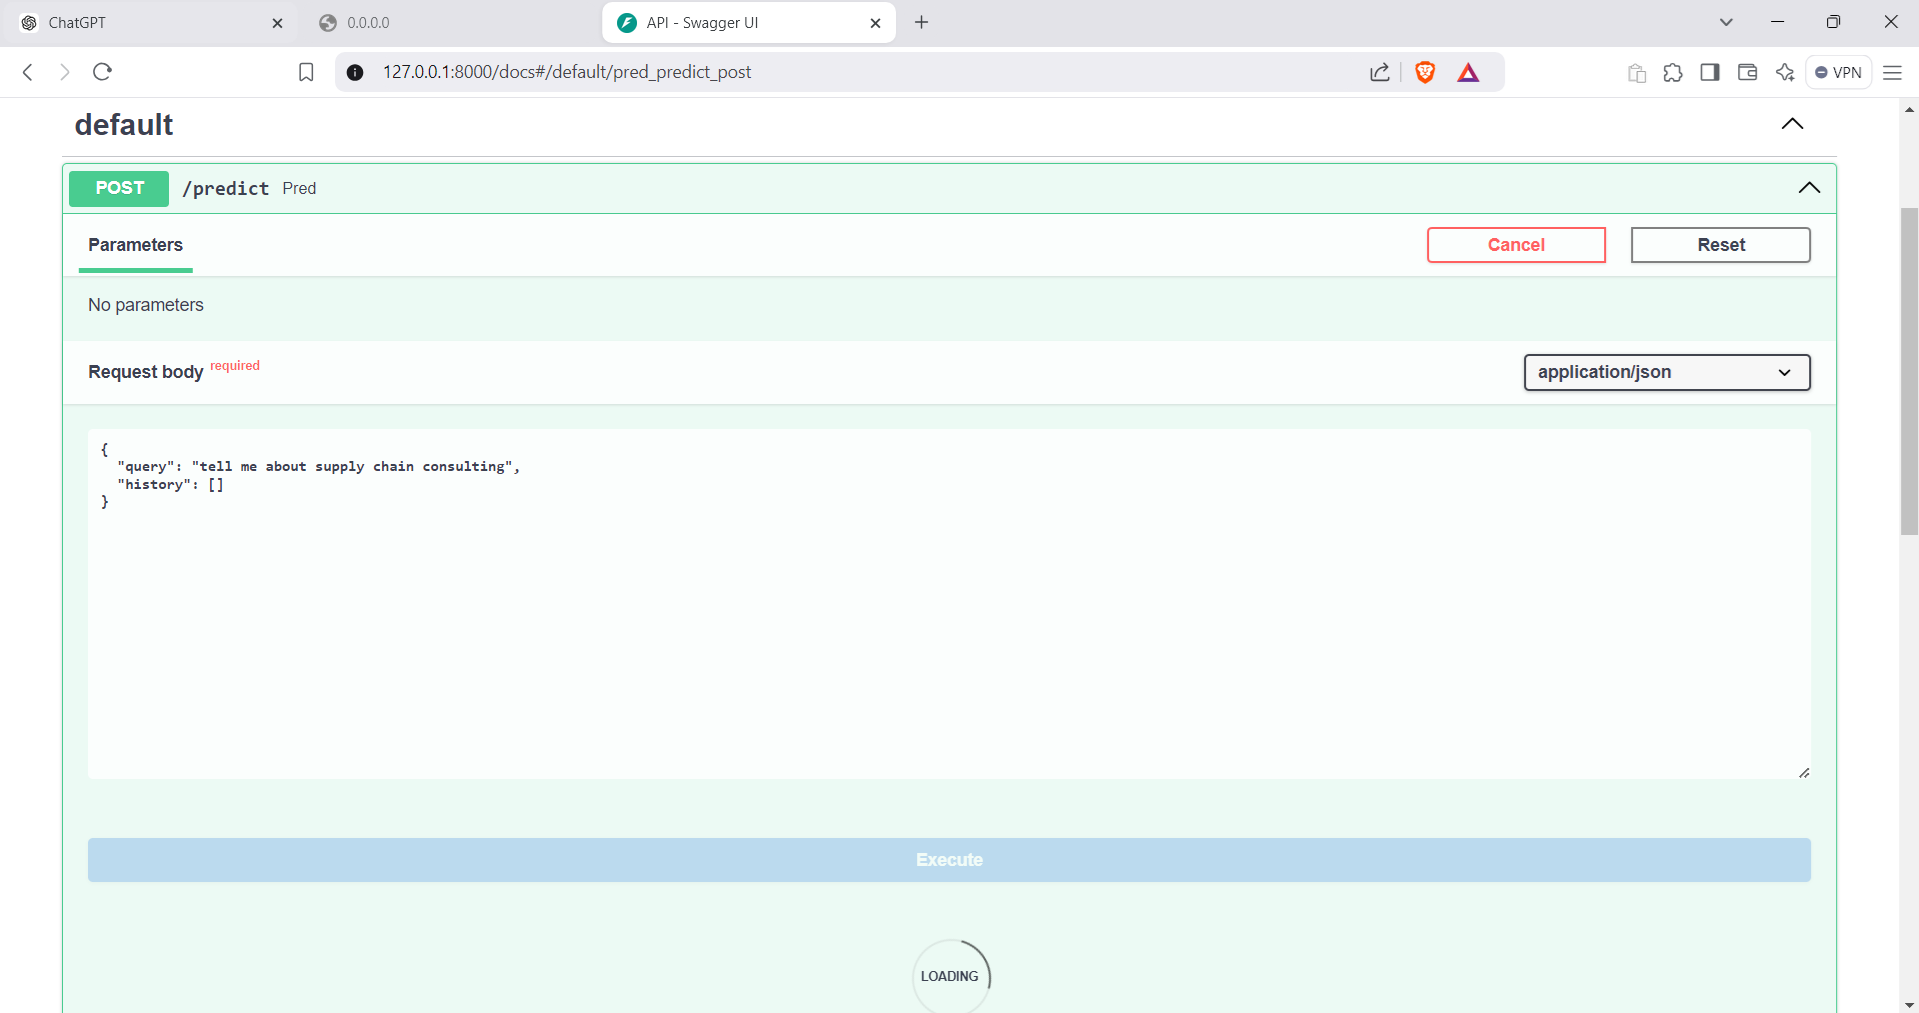 ChatGPT
0.0.0.0
API - Swagger UI
127.0.0.1:8000/docs#/default/pred_predict_post
VPN
default
POST /predict Pred
Parameters
Cancel
Reset
No parameters
Request body required
application/json
{
"query": "tell me about supply chain consulting",
"history": []
}
Execute
LOADING